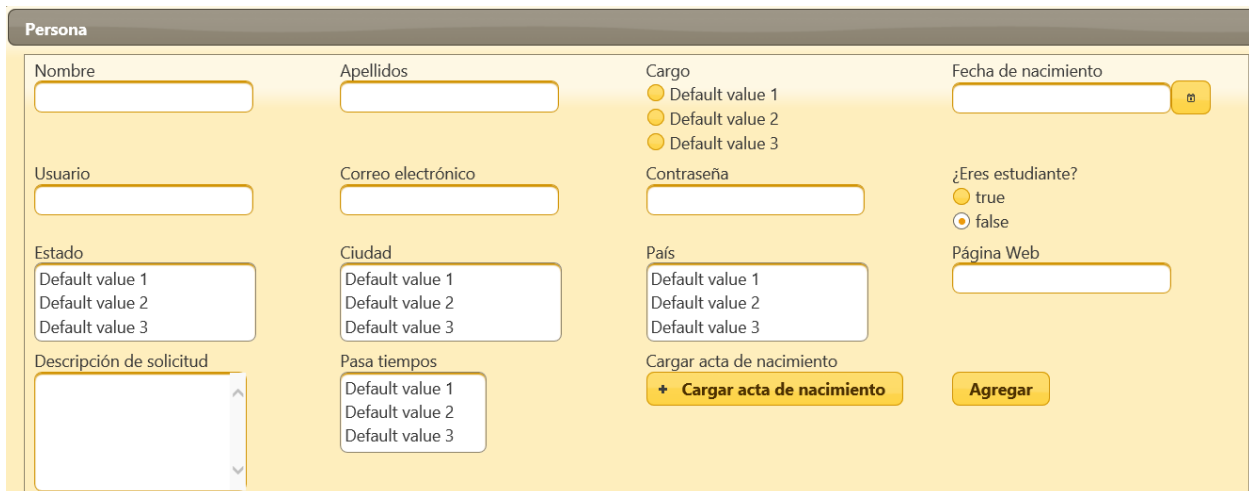 Persona
Nombre
Apellidos
Cargo
Default value 1
Default value 2
Default value 3
Fecha de nacimiento
Usuario
Correo electrónico
Contraseña
¿Eres estudiante?
true
false
Estado
Default value 1
Default value 2
Default value 3
Ciudad
Default value 1
Default value 2
Default value 3
País
Default value 1
Default value 2
Default value 3
Página Web
Descripción de solicitud
Pasa tiempos
Default value 1
Default value 2
Default value 3
Cargar acta de nacimiento
+ Cargar acta de nacimiento
Agregar